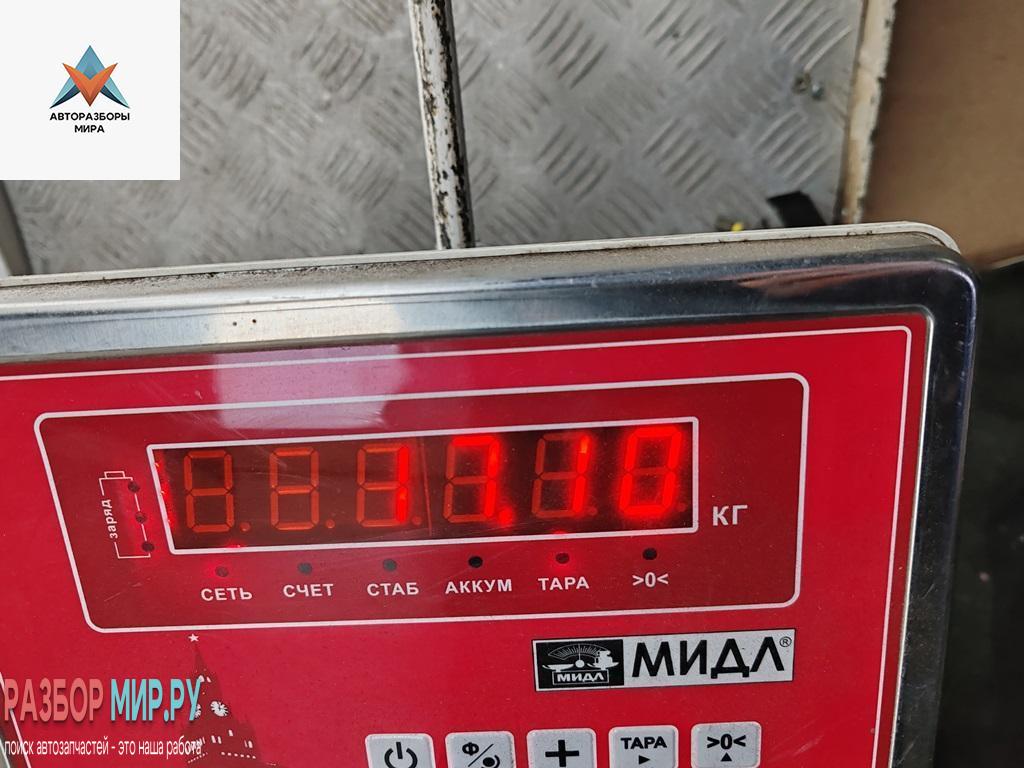 АВТОРАЗБОРЫ
МИРА
17.10
КГ
заряд
СЕТЬ СЧЕТ СТАБ АККУМ ТАРА >0<
МИДЛ МИДЛ®
РАЗБОР МИР.РУ
поиск автозапчастей - это наша работа
Ф/ + ТАРА >0<